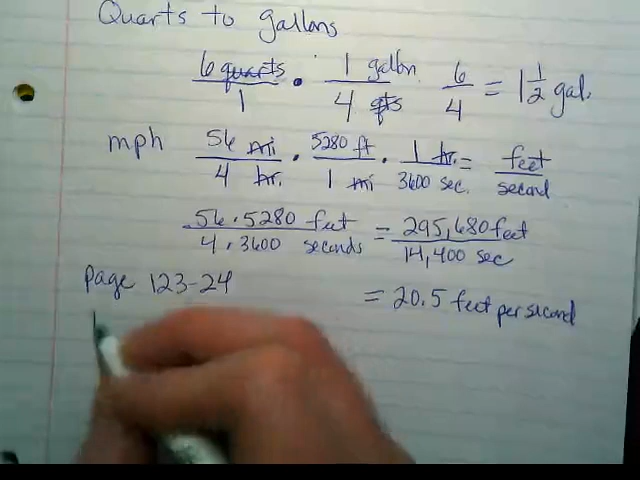 Quarts to gallons
6 quarts / 1 • 1 gallon / 4 qts 6/4 = 1 1/2 gal.
mph 56 mi / 4 hr. • 5280 ft / 1 mi • 1 hr. / 3600 sec. = feet / second
56 • 5280 feet / 4 • 3600 seconds = 295,680 feet / 14,400 sec
page 123-24
= 20.5 feet per second